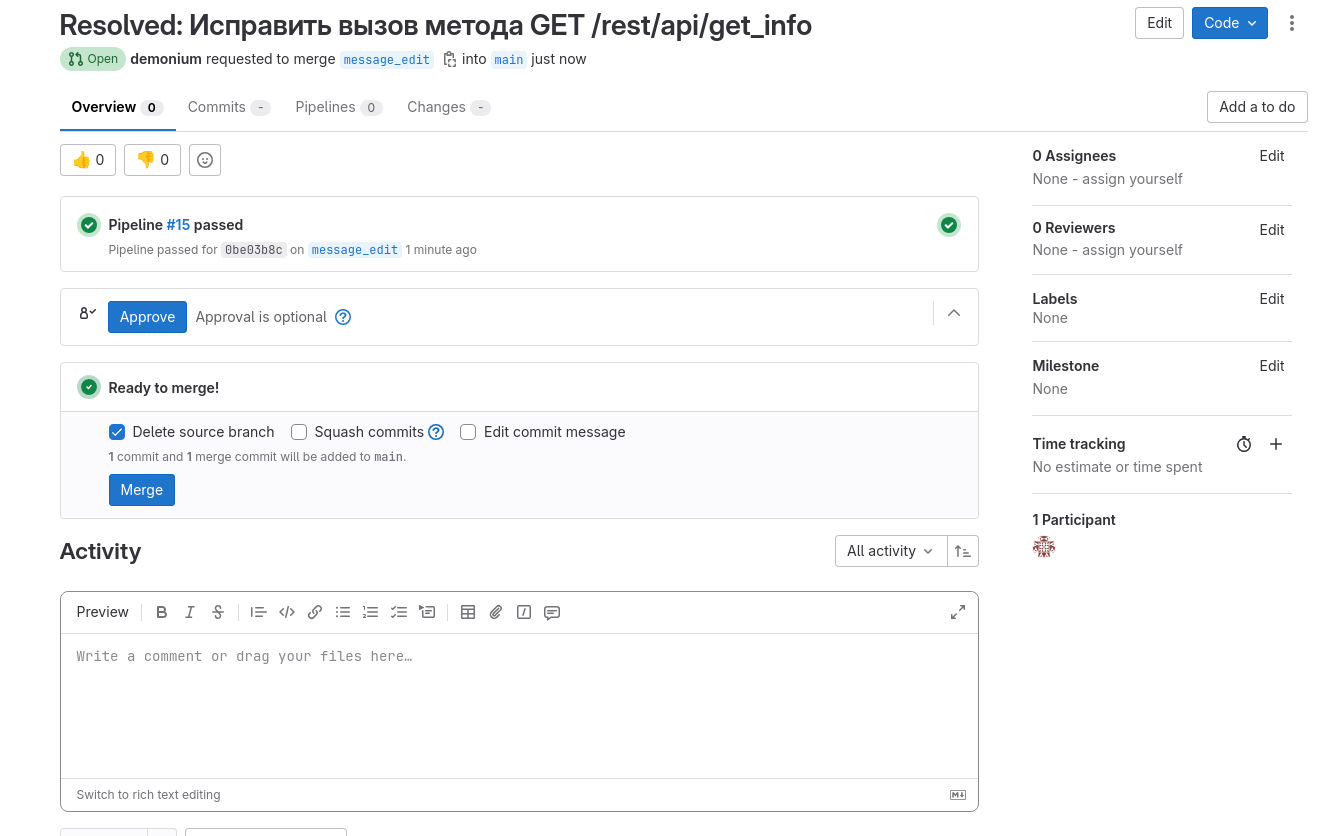 Resolved: Исправить вызов метода GET /rest/api/get_info
Edit
Code
Open demonium requested to merge message_edit into main just now
Overview 0 Commits - Pipelines 0 Changes -
Add a to do
👍 0 👎 0
Pipeline #15 passed
Pipeline passed for 0be03b8c on message_edit 1 minute ago
Approve Approval is optional
Ready to merge!
Delete source branch Squash commits Edit commit message
1 commit and 1 merge commit will be added to main.
Merge
Activity
All activity
Preview
Write a comment or drag your files here…
Switch to rich text editing
0 Assignees Edit
None - assign yourself
0 Reviewers Edit
None - assign yourself
Labels Edit
None
Milestone Edit
None
Time tracking
No estimate or time spent
1 Participant